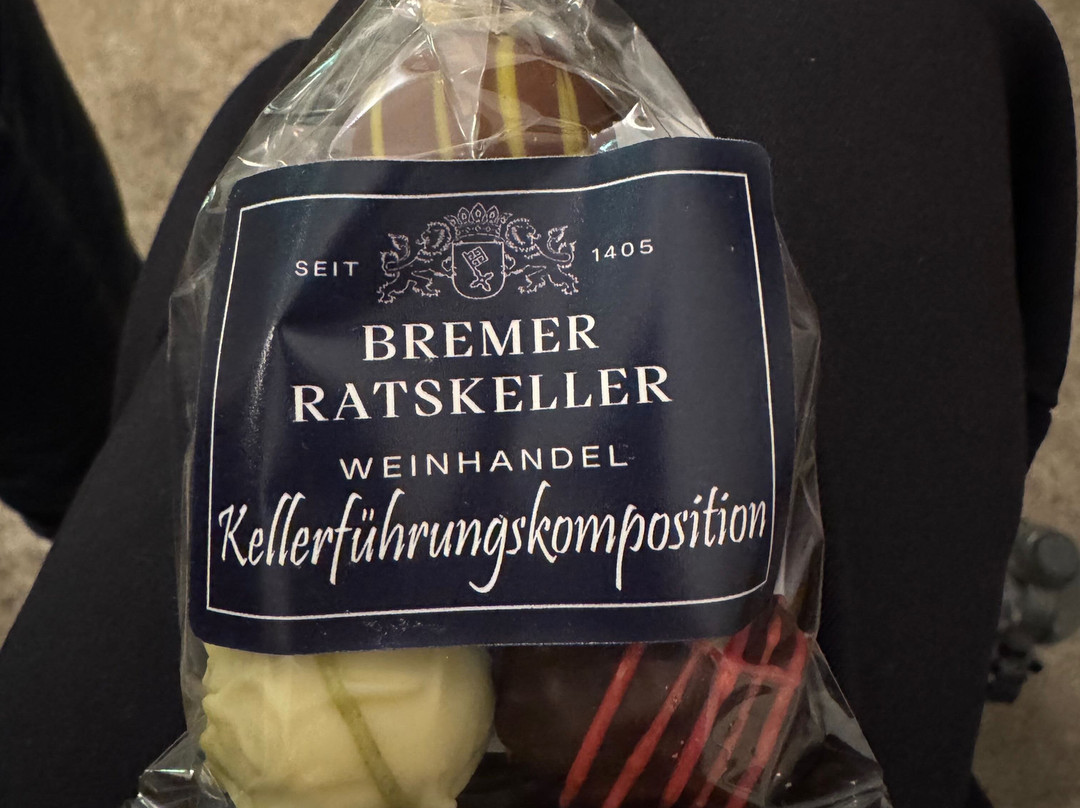 SEIT 1405
BREMER
RATSKELLER
WEINHANDEL
Kellerführungskomposition